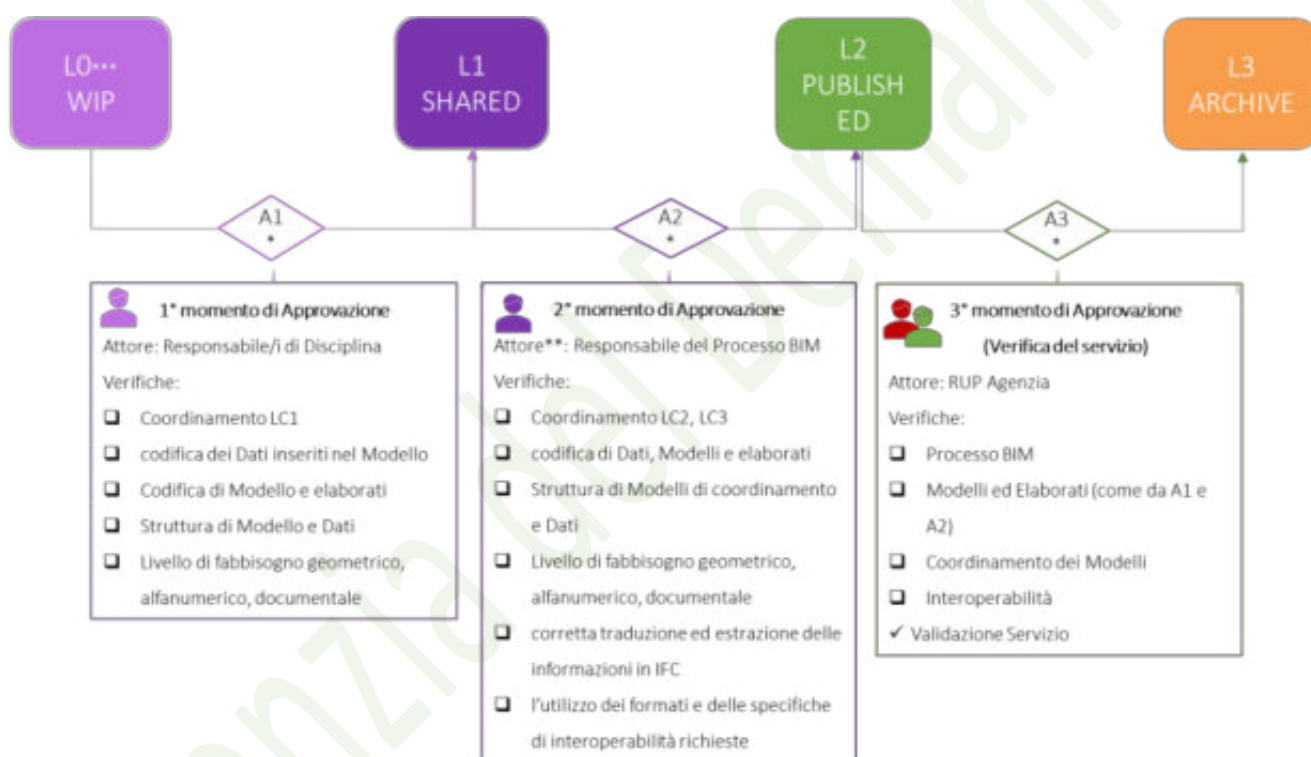 L0···
WIP
L1
SHARED
L2
PUBLISH
ED
L3
ARCHIVE
A1
*
A2
*
A3
*
1° momento di Approvazione
Attore: Responsabile/i di Disciplina
Verifiche:
Coordinamento LC1
codifica dei Dati inseriti nel Modello
Codifica di Modello e elaborati
Struttura di Modello e Dati
Livello di fabbisogno geometrico,
alfanumerico, documentale
2° momento di Approvazione
Attore**: Responsabile del Processo BIM
Verifiche:
Coordinamento LC2, LC3
codifica di Dati, Modelli e elaborati
Struttura di Modelli di coordinamento
e Dati
Livello di fabbisogno geometrico,
alfanumerico, documentale
corretta traduzione ed estrazione delle
informazioni in IFC
l'utilizzo dei formati e delle specifiche
di interoperabilità richieste
3° momento di Approvazione
(Verifica del servizio)
Attore: RUP Agenzia
Verifiche:
Processo BIM
Modelli ed Elaborati (come da A1 e
A2)
Coordinamento dei Modelli
Interoperabilità
✓ Validazione Servizio
enzia del Deman